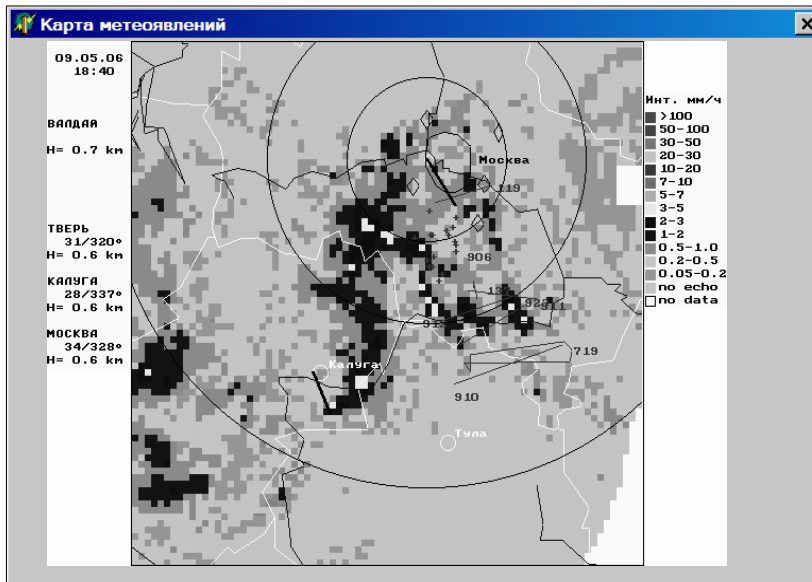 Карта метеоявлений
09.05.06
18:40
ВАЛДАЙ
H= 0.7 km
ТВЕРЬ
31/320°
H= 0.6 km
КАЛУГА
28/337°
H= 0.6 km
МОСКВА
34/328°
H= 0.6 km
Москва
119
906
911
719
910
Калуга
Тула
Инт. мм/ч
>100
50-100
30-50
20-30
10-20
7-10
5-7
3-5
2-3
1-2
0.5-1.0
0.2-0.5
0.05-0.2
no echo
no data